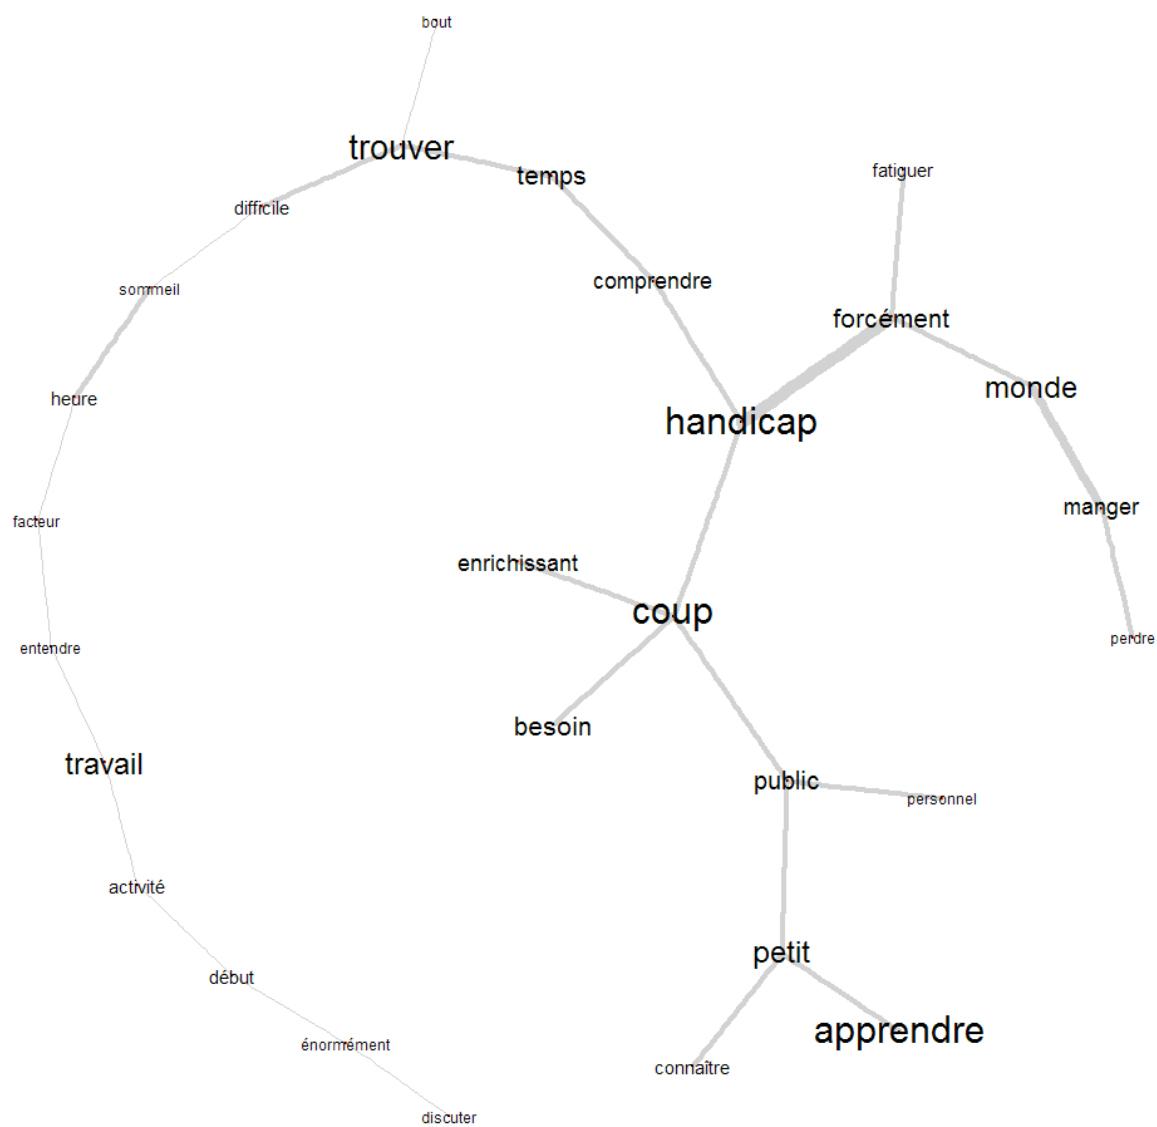 bout
trouver
temps
fatiguer
difficile
comprendre
sommeil
forcément
monde
heure
handicap
manger
facteur
enrichissant
coup
perdre
entendre
besoin
travail
public
personnel
activité
petit
début
apprendre
énormément
connaître
discuter